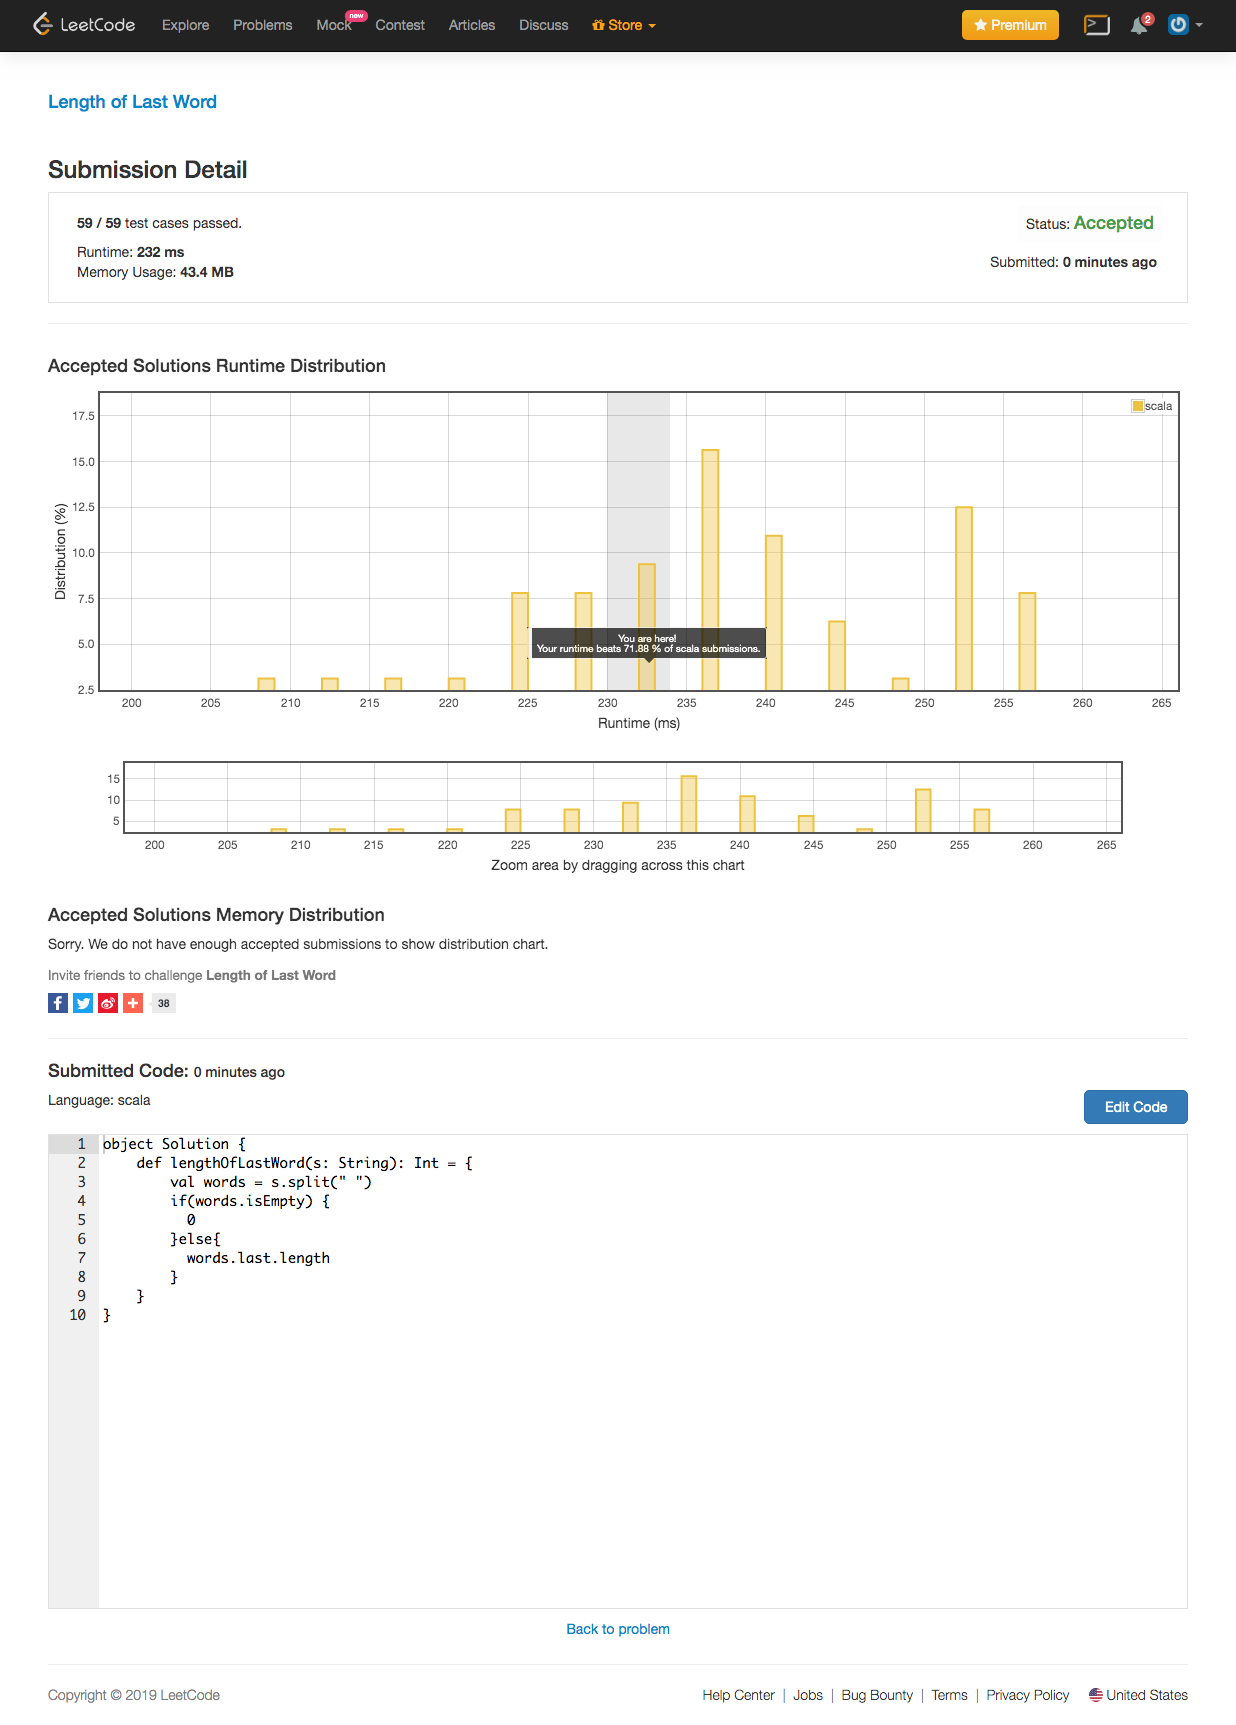 LeetCode Explore Problems Mock new Contest Articles Discuss Store Premium 2
Length of Last Word
Submission Detail
59 / 59 test cases passed.
Status: Accepted
Runtime: 232 ms
Submitted: 0 minutes ago
Memory Usage: 43.4 MB
Accepted Solutions Runtime Distribution
scala
17.5
15.0
12.5
10.0
7.5
5.0
2.5
Distribution (%)
You are here!
Your runtime beats 71.88 % of scala submissions.
200 205 210 215 220 225 230 235 240 245 250 255 260 265
Runtime (ms)
15
10
5
200 205 210 215 220 225 230 235 240 245 250 255 260 265
Zoom area by dragging across this chart
Accepted Solutions Memory Distribution
Sorry. We do not have enough accepted submissions to show distribution chart.
Invite friends to challenge Length of Last Word
38
Submitted Code: 0 minutes ago
Language: scala
Edit Code
1 object Solution {
2     def lengthOfLastWord(s: String): Int = {
3         val words = s.split(" ")
4         if(words.isEmpty) {
5           0
6         }else{
7           words.last.length
8         }
9     }
10 }
Back to problem
Copyright © 2019 LeetCode
Help Center | Jobs | Bug Bounty | Terms | Privacy Policy United States